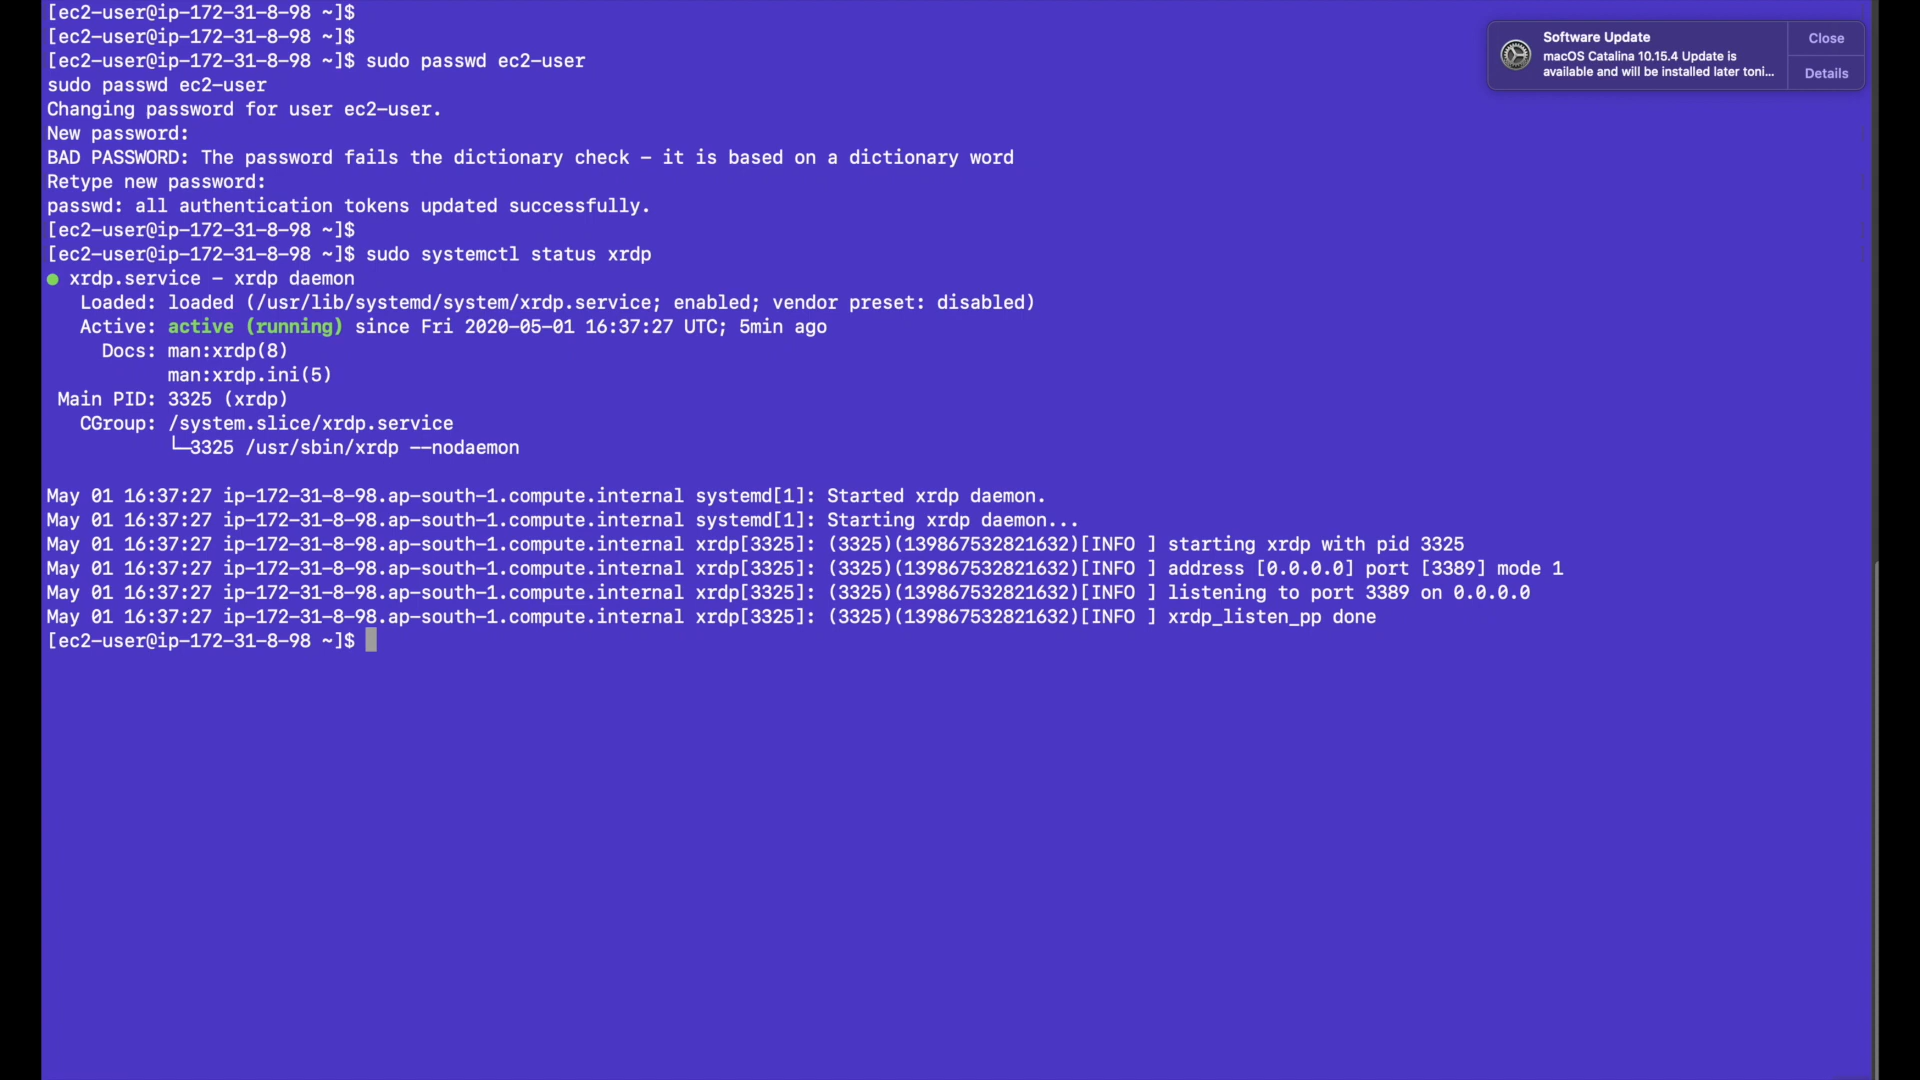 [ec2-user@ip-172-31-8-98 ~]$
[ec2-user@ip-172-31-8-98 ~]$
[ec2-user@ip-172-31-8-98 ~]$ sudo passwd ec2-user
sudo passwd ec2-user
Changing password for user ec2-user.
New password:
BAD PASSWORD: The password fails the dictionary check - it is based on a dictionary word
Retype new password:
passwd: all authentication tokens updated successfully.
[ec2-user@ip-172-31-8-98 ~]$
[ec2-user@ip-172-31-8-98 ~]$ sudo systemctl status xrdp
● xrdp.service - xrdp daemon
Loaded: loaded (/usr/lib/systemd/system/xrdp.service; enabled; vendor preset: disabled)
Active: active (running) since Fri 2020-05-01 16:37:27 UTC; 5min ago
Docs: man:xrdp(8)
man:xrdp.ini(5)
Main PID: 3325 (xrdp)
CGroup: /system.slice/xrdp.service
└─3325 /usr/sbin/xrdp --nodaemon
May 01 16:37:27 ip-172-31-8-98.ap-south-1.compute.internal systemd[1]: Started xrdp daemon.
May 01 16:37:27 ip-172-31-8-98.ap-south-1.compute.internal systemd[1]: Starting xrdp daemon...
May 01 16:37:27 ip-172-31-8-98.ap-south-1.compute.internal xrdp[3325]: (3325)(139867532821632)[INFO ] starting xrdp with pid 3325
May 01 16:37:27 ip-172-31-8-98.ap-south-1.compute.internal xrdp[3325]: (3325)(139867532821632)[INFO ] address [0.0.0.0] port [3389] mode 1
May 01 16:37:27 ip-172-31-8-98.ap-south-1.compute.internal xrdp[3325]: (3325)(139867532821632)[INFO ] listening to port 3389 on 0.0.0.0
May 01 16:37:27 ip-172-31-8-98.ap-south-1.compute.internal xrdp[3325]: (3325)(139867532821632)[INFO ] xrdp_listen_pp done
[ec2-user@ip-172-31-8-98 ~]$
Software Update
macOS Catalina 10.15.4 Update is
available and will be installed later toni...
Close
Details